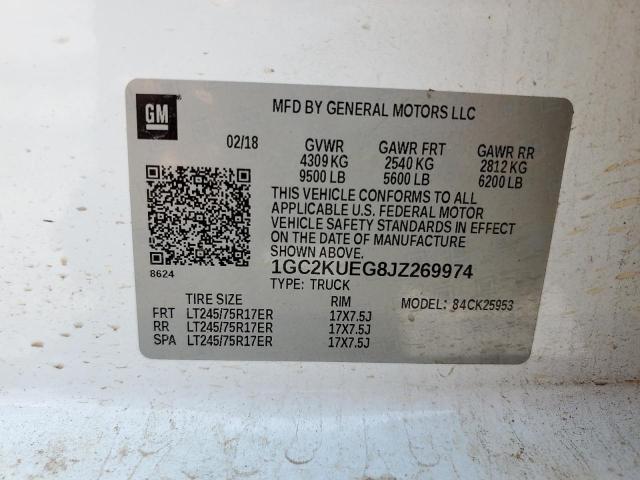 GM
MFD BY GENERAL MOTORS LLC
02/18 GVWR GAWR FRT GAWR RR
4309 KG 2540 KG 2812 KG
9500 LB 5600 LB 6200 LB
THIS VEHICLE CONFORMS TO ALL
APPLICABLE U.S. FEDERAL MOTOR
VEHICLE SAFETY STANDARDS IN EFFECT
ON THE DATE OF MANUFACTURE
SHOWN ABOVE.
8624 1GC2KUEG8JZ269974
TYPE: TRUCK
TIRE SIZE RIM MODEL: 84CK25953
FRT LT245/75R17ER 17X7.5J
RR LT245/75R17ER 17X7.5J
SPA LT245/75R17ER 17X7.5J